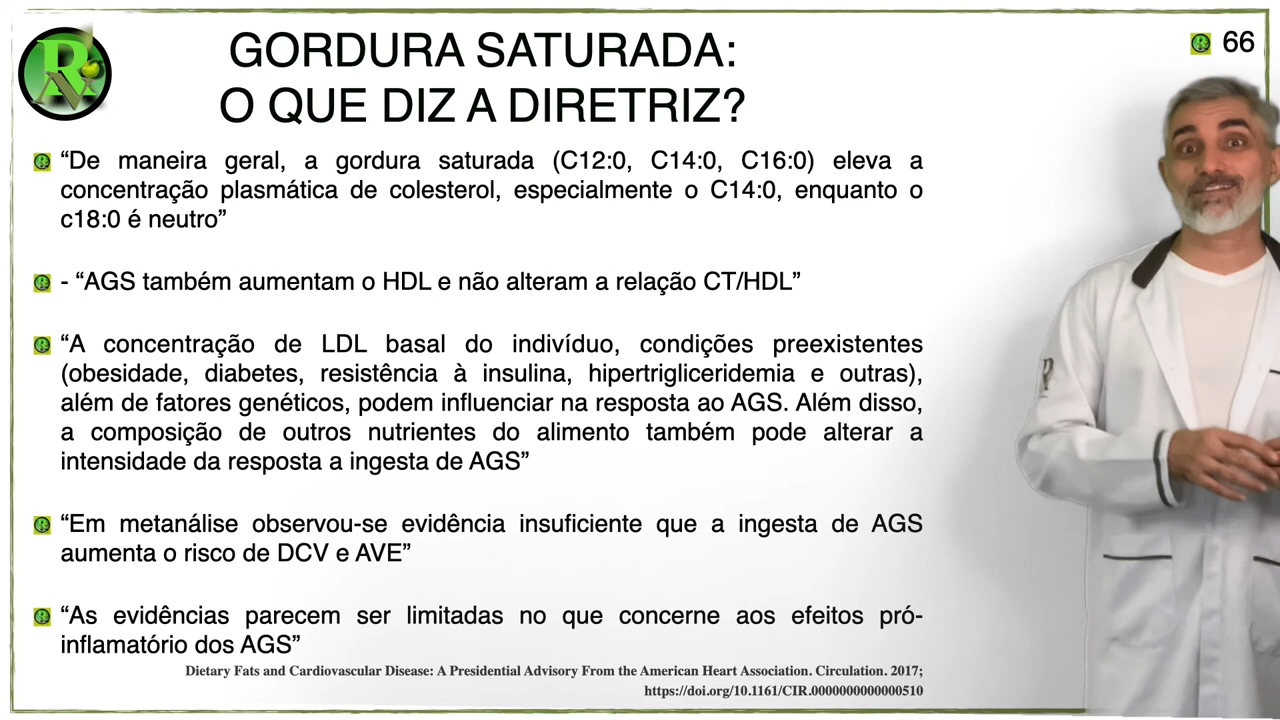 GORDURA SATURADA:
O QUE DIZ A DIRETRIZ?
66
“De maneira geral, a gordura saturada (C12:0, C14:0, C16:0) eleva a
concentração plasmática de colesterol, especialmente o C14:0, enquanto o
c18:0 é neutro”
- “AGS também aumentam o HDL e não alteram a relação CT/HDL”
“A concentração de LDL basal do indivíduo, condições preexistentes
(obesidade, diabetes, resistência à insulina, hipertrigliceridemia e outras),
além de fatores genéticos, podem influenciar na resposta ao AGS. Além disso,
a composição de outros nutrientes do alimento também pode alterar a
intensidade da resposta a ingesta de AGS”
“Em metanálise observou-se evidência insuficiente que a ingesta de AGS
aumenta o risco de DCV e AVE”
“As evidências parecem ser limitadas no que concerne aos efeitos pró-
inflamatório dos AGS”
Dietary Fats and Cardiovascular Disease: A Presidential Advisory From the American Heart Association. Circulation. 2017;
https://doi.org/10.1161/CIR.0000000000000510